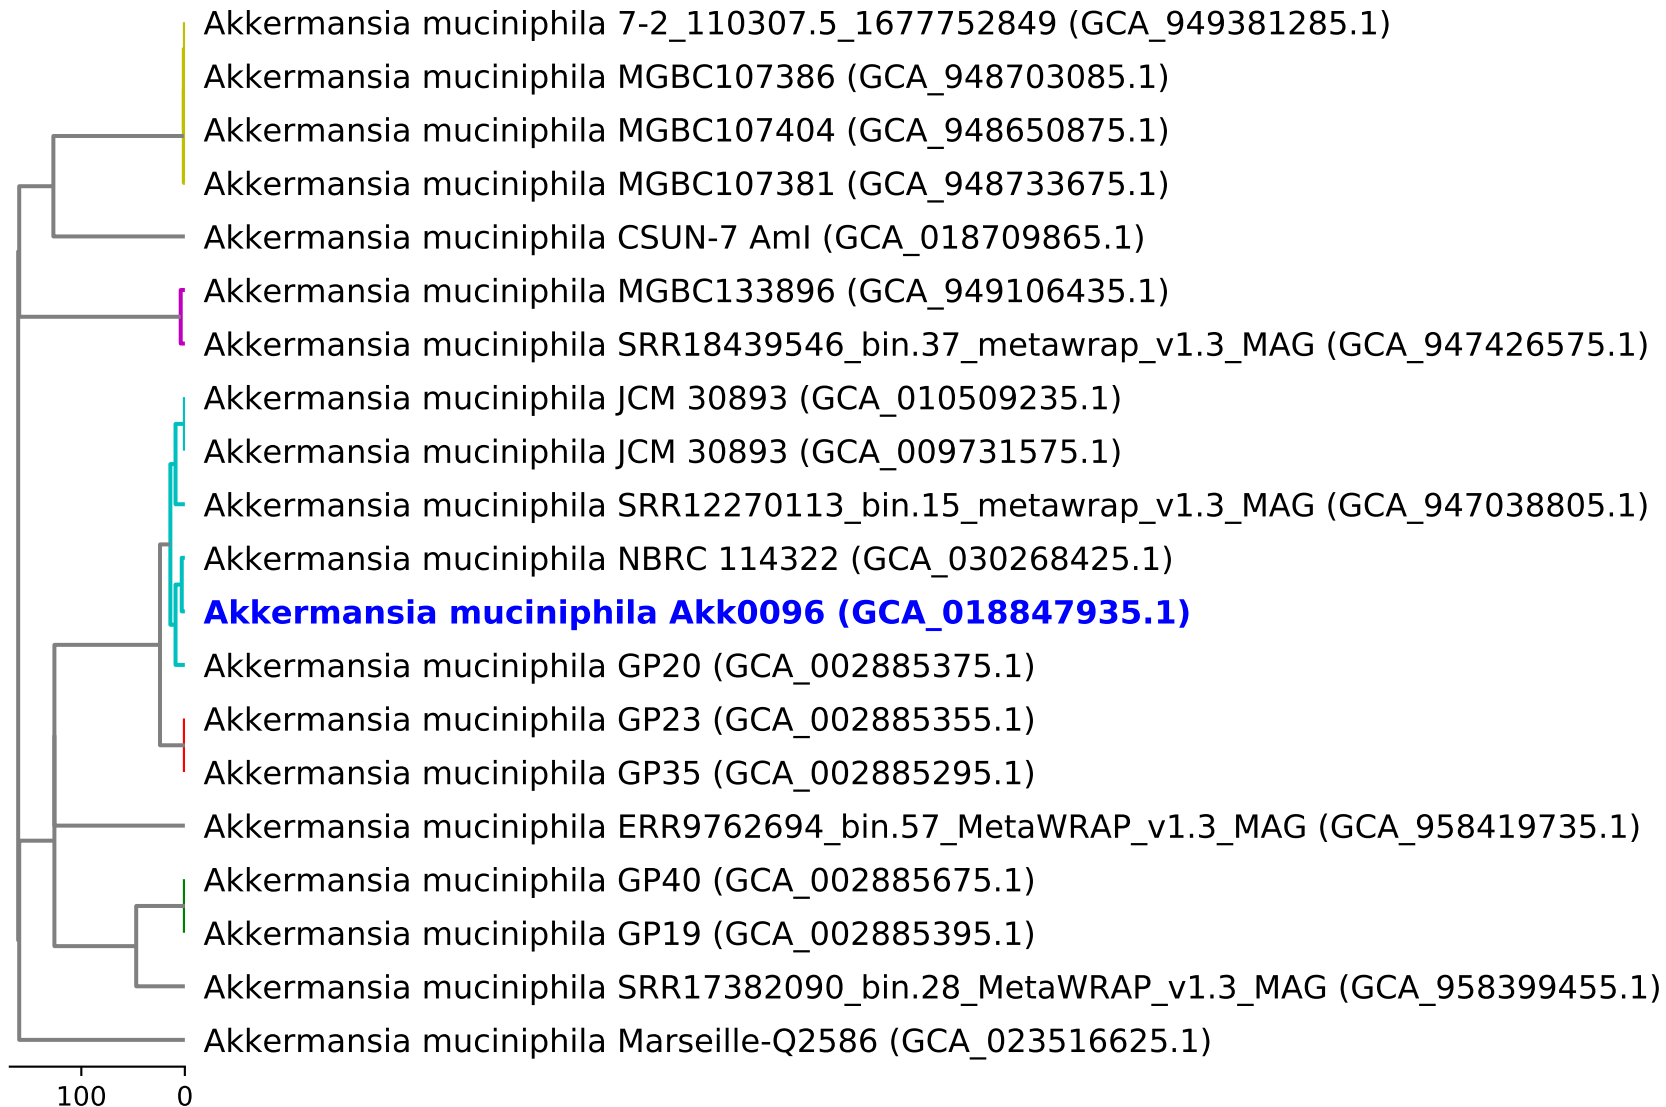 Akkermansia muciniphila 7-2_110307.5_1677752849 (GCA_949381285.1)
Akkermansia muciniphila MGBC107386 (GCA_948703085.1)
Akkermansia muciniphila MGBC107404 (GCA_948650875.1)
Akkermansia muciniphila MGBC107381 (GCA_948733675.1)
Akkermansia muciniphila CSUN-7 AmI (GCA_018709865.1)
Akkermansia muciniphila MGBC133896 (GCA_949106435.1)
Akkermansia muciniphila SRR18439546_bin.37_metawrap_v1.3_MAG (GCA_947426575.1)
Akkermansia muciniphila JCM 30893 (GCA_010509235.1)
Akkermansia muciniphila JCM 30893 (GCA_009731575.1)
Akkermansia muciniphila SRR12270113_bin.15_metawrap_v1.3_MAG (GCA_947038805.1)
Akkermansia muciniphila NBRC 114322 (GCA_030268425.1)
Akkermansia muciniphila Akk0096 (GCA_018847935.1)
Akkermansia muciniphila GP20 (GCA_002885375.1)
Akkermansia muciniphila GP23 (GCA_002885355.1)
Akkermansia muciniphila GP35 (GCA_002885295.1)
Akkermansia muciniphila ERR9762694_bin.57_MetaWRAP_v1.3_MAG (GCA_958419735.1)
Akkermansia muciniphila GP40 (GCA_002885675.1)
Akkermansia muciniphila GP19 (GCA_002885395.1)
Akkermansia muciniphila SRR17382090_bin.28_MetaWRAP_v1.3_MAG (GCA_958399455.1)
Akkermansia muciniphila Marseille-Q2586 (GCA_023516625.1)
100 0